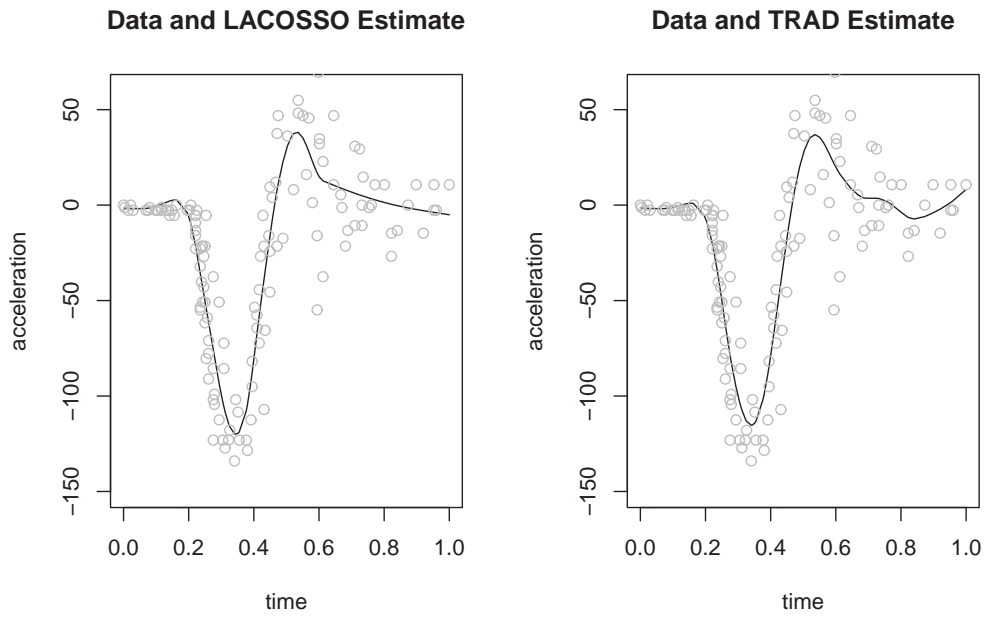 Data and LACOSSO Estimate
50
0
−50
−100
−150
acceleration
0.0 0.2 0.4 0.6 0.8 1.0
time
Data and TRAD Estimate
50
0
−50
−100
−150
acceleration
0.0 0.2 0.4 0.6 0.8 1.0
time